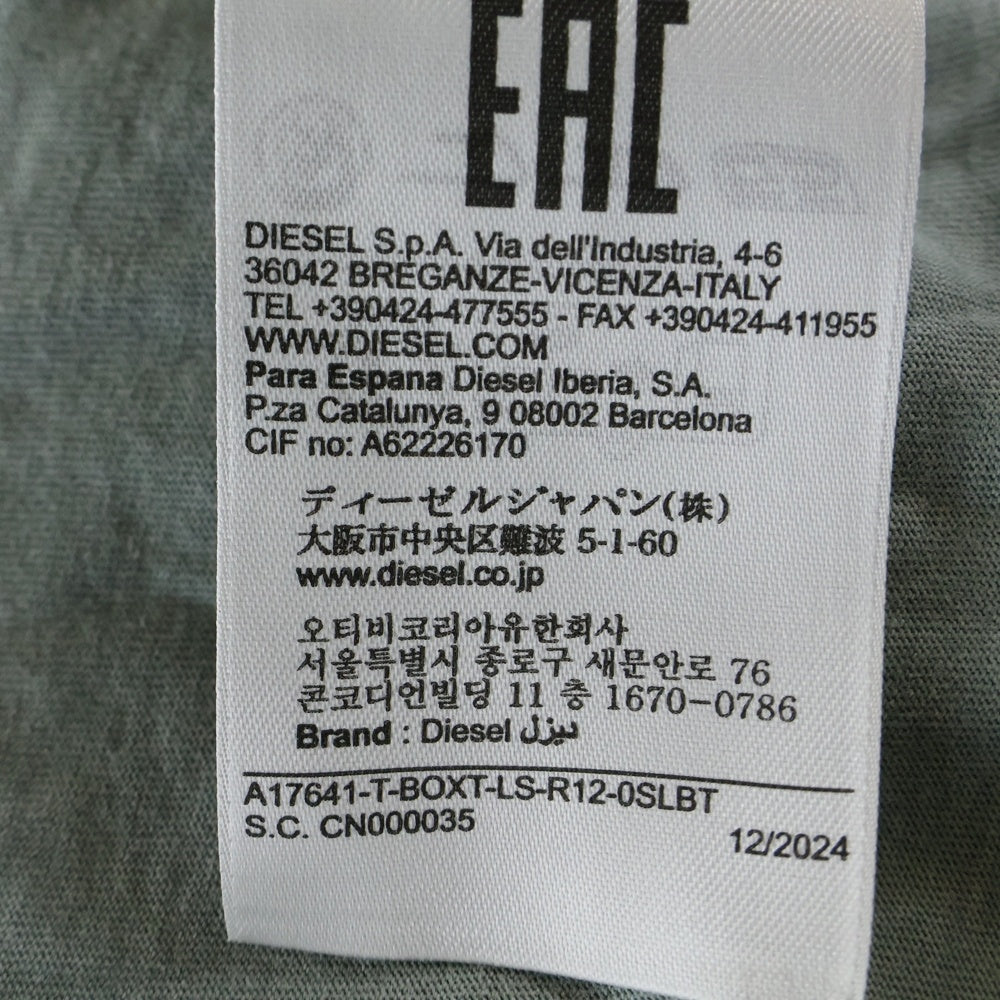 EAC
DIESEL S.p.A. Via dell'Industria, 4-6
36042 BREGANZE-VICENZA-ITALY
TEL +390424-477555 - FAX +390424-411955
WWW.DIESEL.COM
Para Espana Diesel Iberia, S.A.
P.za Catalunya, 9 08002 Barcelona
CIF no: A62226170
ディーゼルジャパン(株)
大阪市中央区難波 5-1-60
www.diesel.co.jp
오티비코리아유한회사
서울특별시 종로구 새문안로 76
콘코디언빌딩 11 층 1670-0786
Brand : Diesel ديزل
A17641-T-BOXT-LS-R12-0SLBT
S.C. CN000035
12/2024